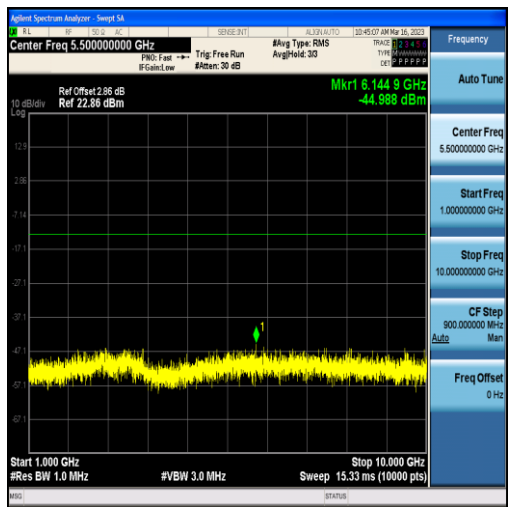 Agilent Spectrum Analyzer - Swept SA
RL RF 50 Ω AC SENSE:INT ALIGN AUTO 10:45:07 AM Mar 16, 2023
Center Freq 5.500000000 GHz
PNO: Fast
IFGain:Low
Trig: Free Run
#Atten: 30 dB
#Avg Type: RMS
Avg|Hold: 3/3
TRACE 1 2 3 4 5 6
TYPE
DET P P P P P P
Ref Offset 2.86 dB
Ref 22.86 dBm
10 dB/div
Log
Mkr1 6.144 9 GHz
-44.988 dBm
12.9
2.86
-7.14
-17.1
-27.1
-37.1
-47.1
-57.1
-67.1
1
Start 1.000 GHz
Stop 10.000 GHz
#Res BW 1.0 MHz
#VBW 3.0 MHz
Sweep 15.33 ms (10000 pts)
MSG
STATUS
Frequency
Auto Tune
Center Freq
5.500000000 GHz
Start Freq
1.000000000 GHz
Stop Freq
10.000000000 GHz
CF Step
900.000000 MHz
Auto Man
Freq Offset
0 Hz